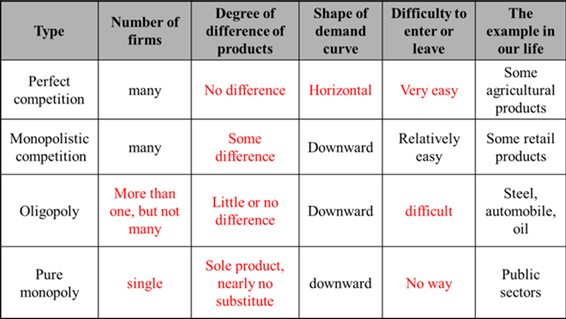 Type
Number of
firms
Degree of
difference of
products
Shape of
demand
curve
Difficulty to
enter or
leave
The
example in
our life
Perfect
competition
many
No difference
Horizontal
Very easy
Some
agricultural
products
Monopolistic
competition
many
Some
difference
Downward
Relatively
easy
Some retail
products
Oligopoly
More than
one, but not
many
Little or no
difference
Downward
difficult
Steel,
automobile,
oil
Pure
monopoly
single
Sole product,
nearly no
substitute
downward
No way
Public
sectors